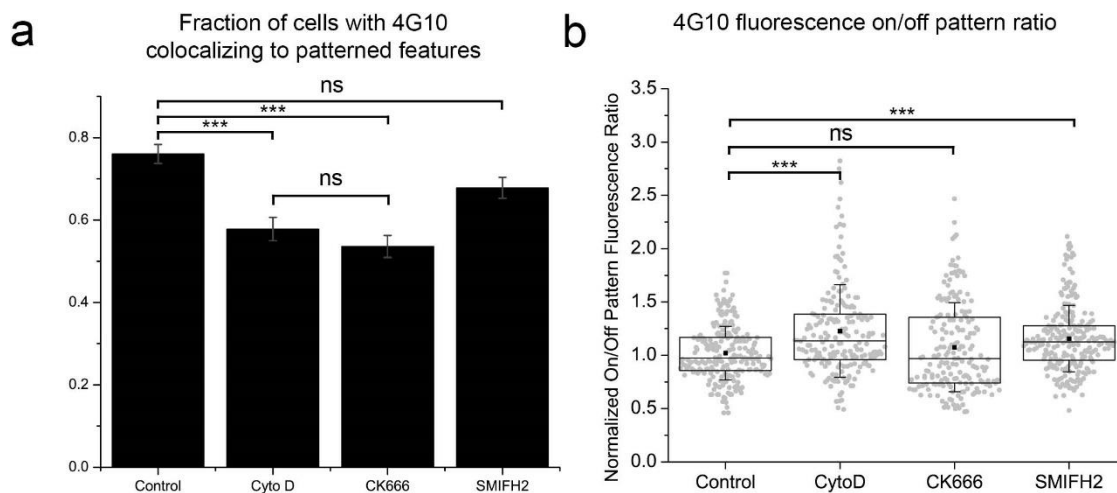 a
Fraction of cells with 4G10
colocalizing to patterned features
ns
***
***
ns
0.8
0.6
0.4
0.2
0.0
Control
Cyto D
CK666
SMIFH2
b
4G10 fluorescence on/off pattern ratio
Normalized On/Off Pattern Fluorescence Ratio
3.5
3.0
2.5
2.0
1.5
1.0
0.5
0.0
***
ns
***
Control
CytoD
CK666
SMIFH2